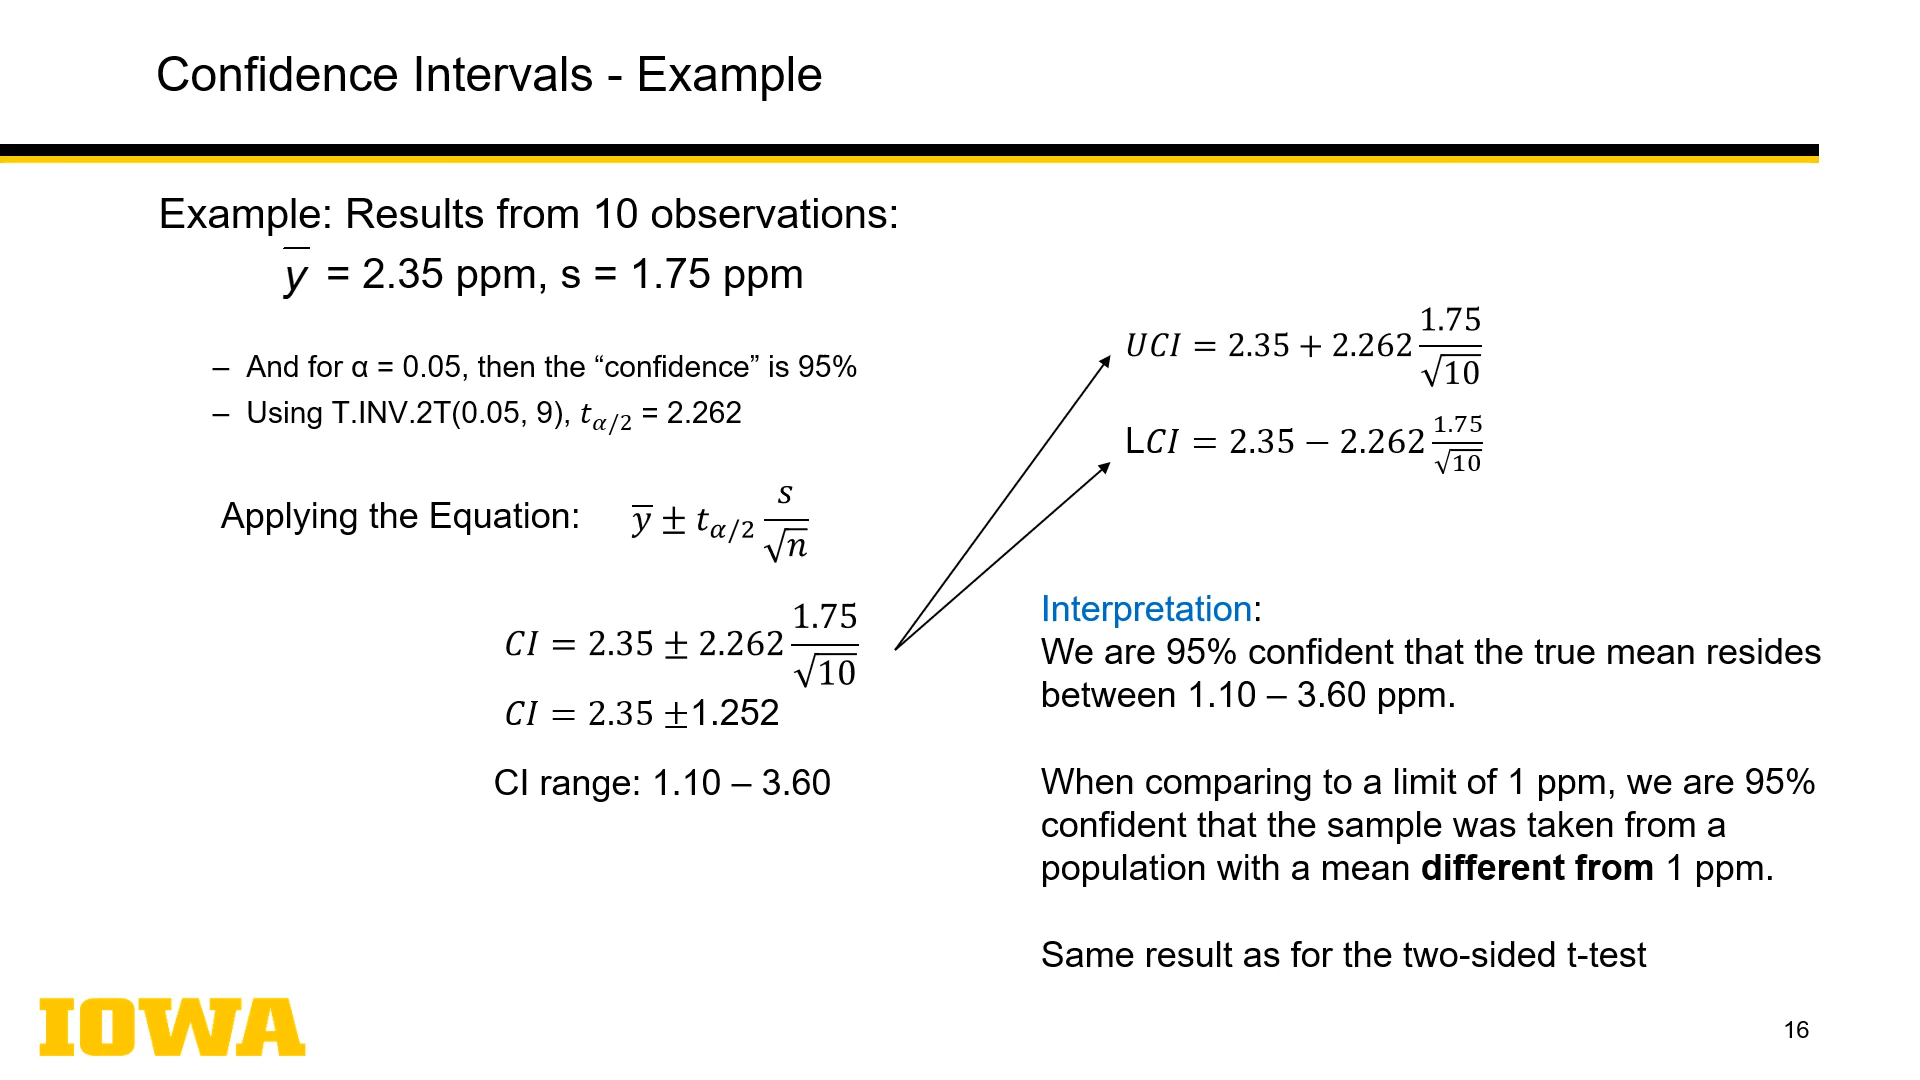 Confidence Intervals - Example
Example: Results from 10 observations:
y̅ = 2.35 ppm, s = 1.75 ppm
– And for α = 0.05, then the “confidence” is 95%
– Using T.INV.2T(0.05, 9), t_{α/2} = 2.262
Applying the Equation: y̅ ± t_{α/2} s/√n
CI = 2.35 ± 2.262 1.75/√10
CI = 2.35 ±1.252
CI range: 1.10 – 3.60
UCI = 2.35 + 2.262 1.75/√10
LCI = 2.35 − 2.262 1.75/√10
Interpretation:
We are 95% confident that the true mean resides
between 1.10 – 3.60 ppm.
When comparing to a limit of 1 ppm, we are 95%
confident that the sample was taken from a
population with a mean different from 1 ppm.
Same result as for the two-sided t-test
IOWA
16